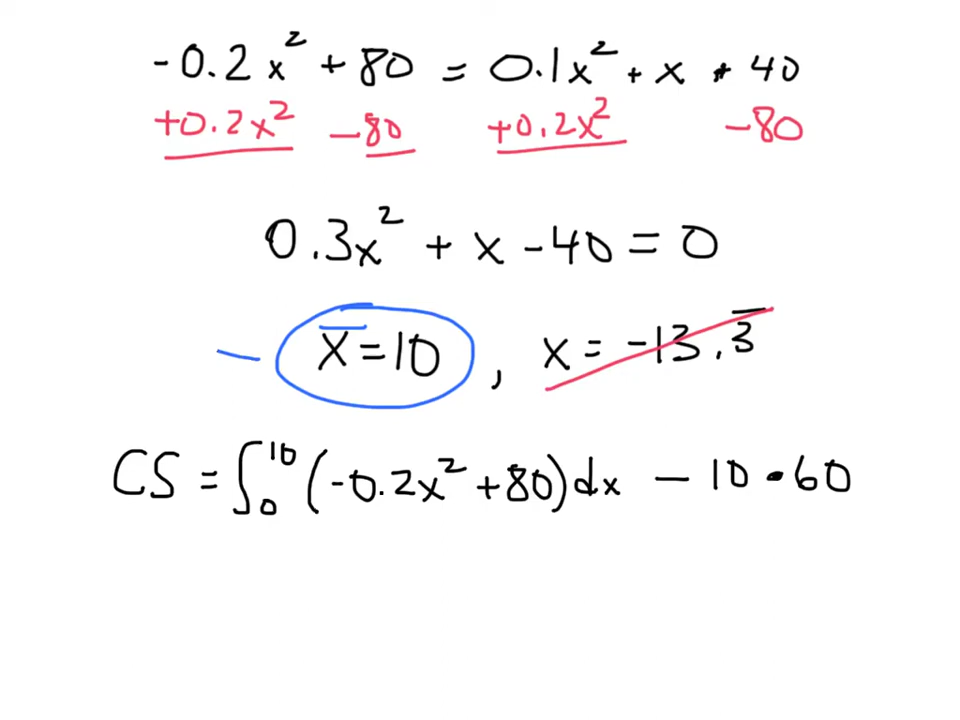 -0.2x² + 80 = 0.1x² + x + 40
+0.2x² -80 +0.2x² -80
0.3x² + x - 40 = 0
x̄ = 10 , x = -13.3̅
CS = ∫₀¹⁰ (-0.2x² + 80) dx - 10 • 60